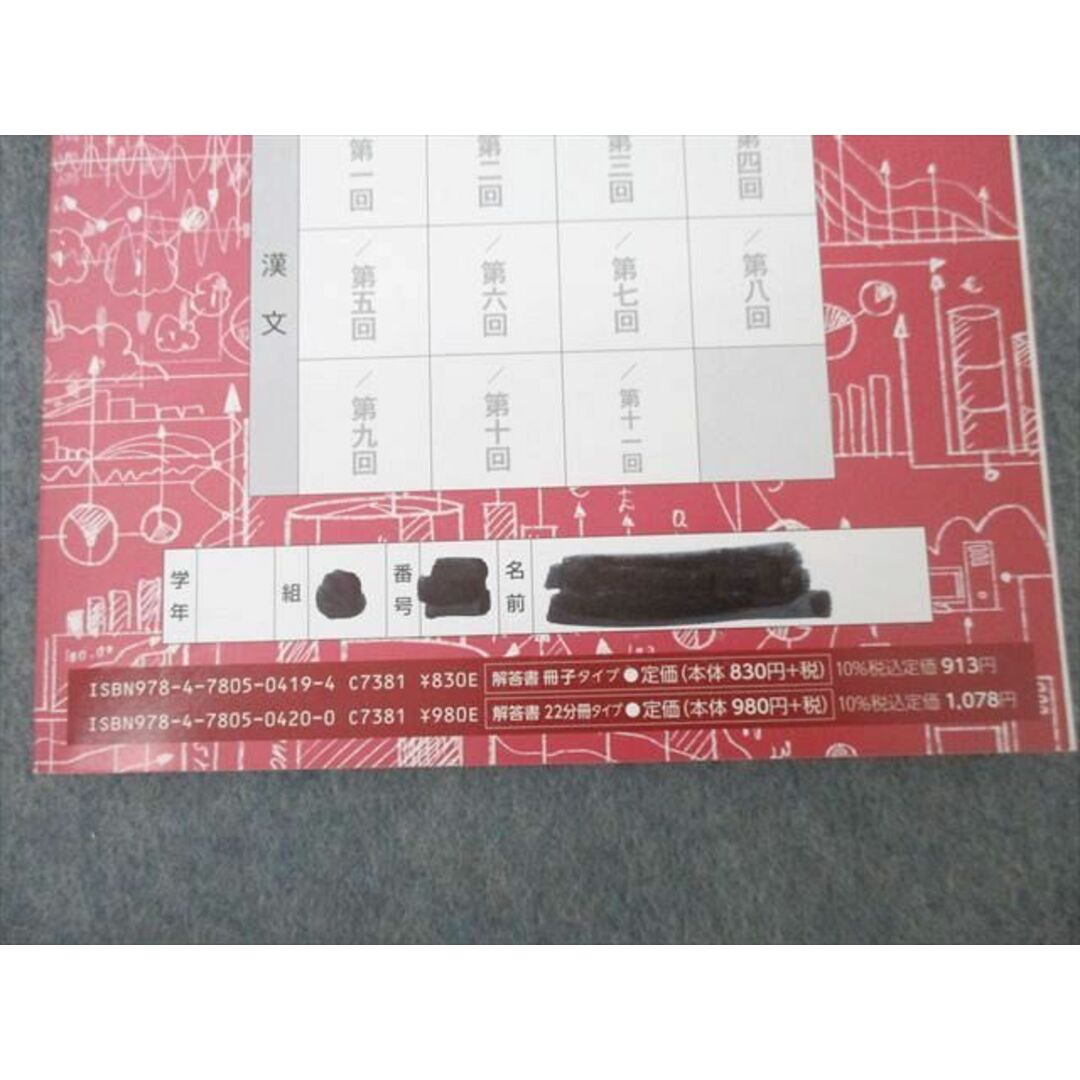 第一回 第二回 第三回 第四回
漢文
/第五回 /第六回 /第七回 /第八回
/第九回 /第十回 /第十一回
学年 組 番号 名前
ISBN978-4-7805-0419-4 C7381 ¥830E 解答書 冊子タイプ●定価(本体 830円+税) 10%税込定価 913円
ISBN978-4-7805-0420-0 C7381 ¥980E 解答書 22分冊タイプ●定価(本体 980円+税) 10%税込定価 1,078円